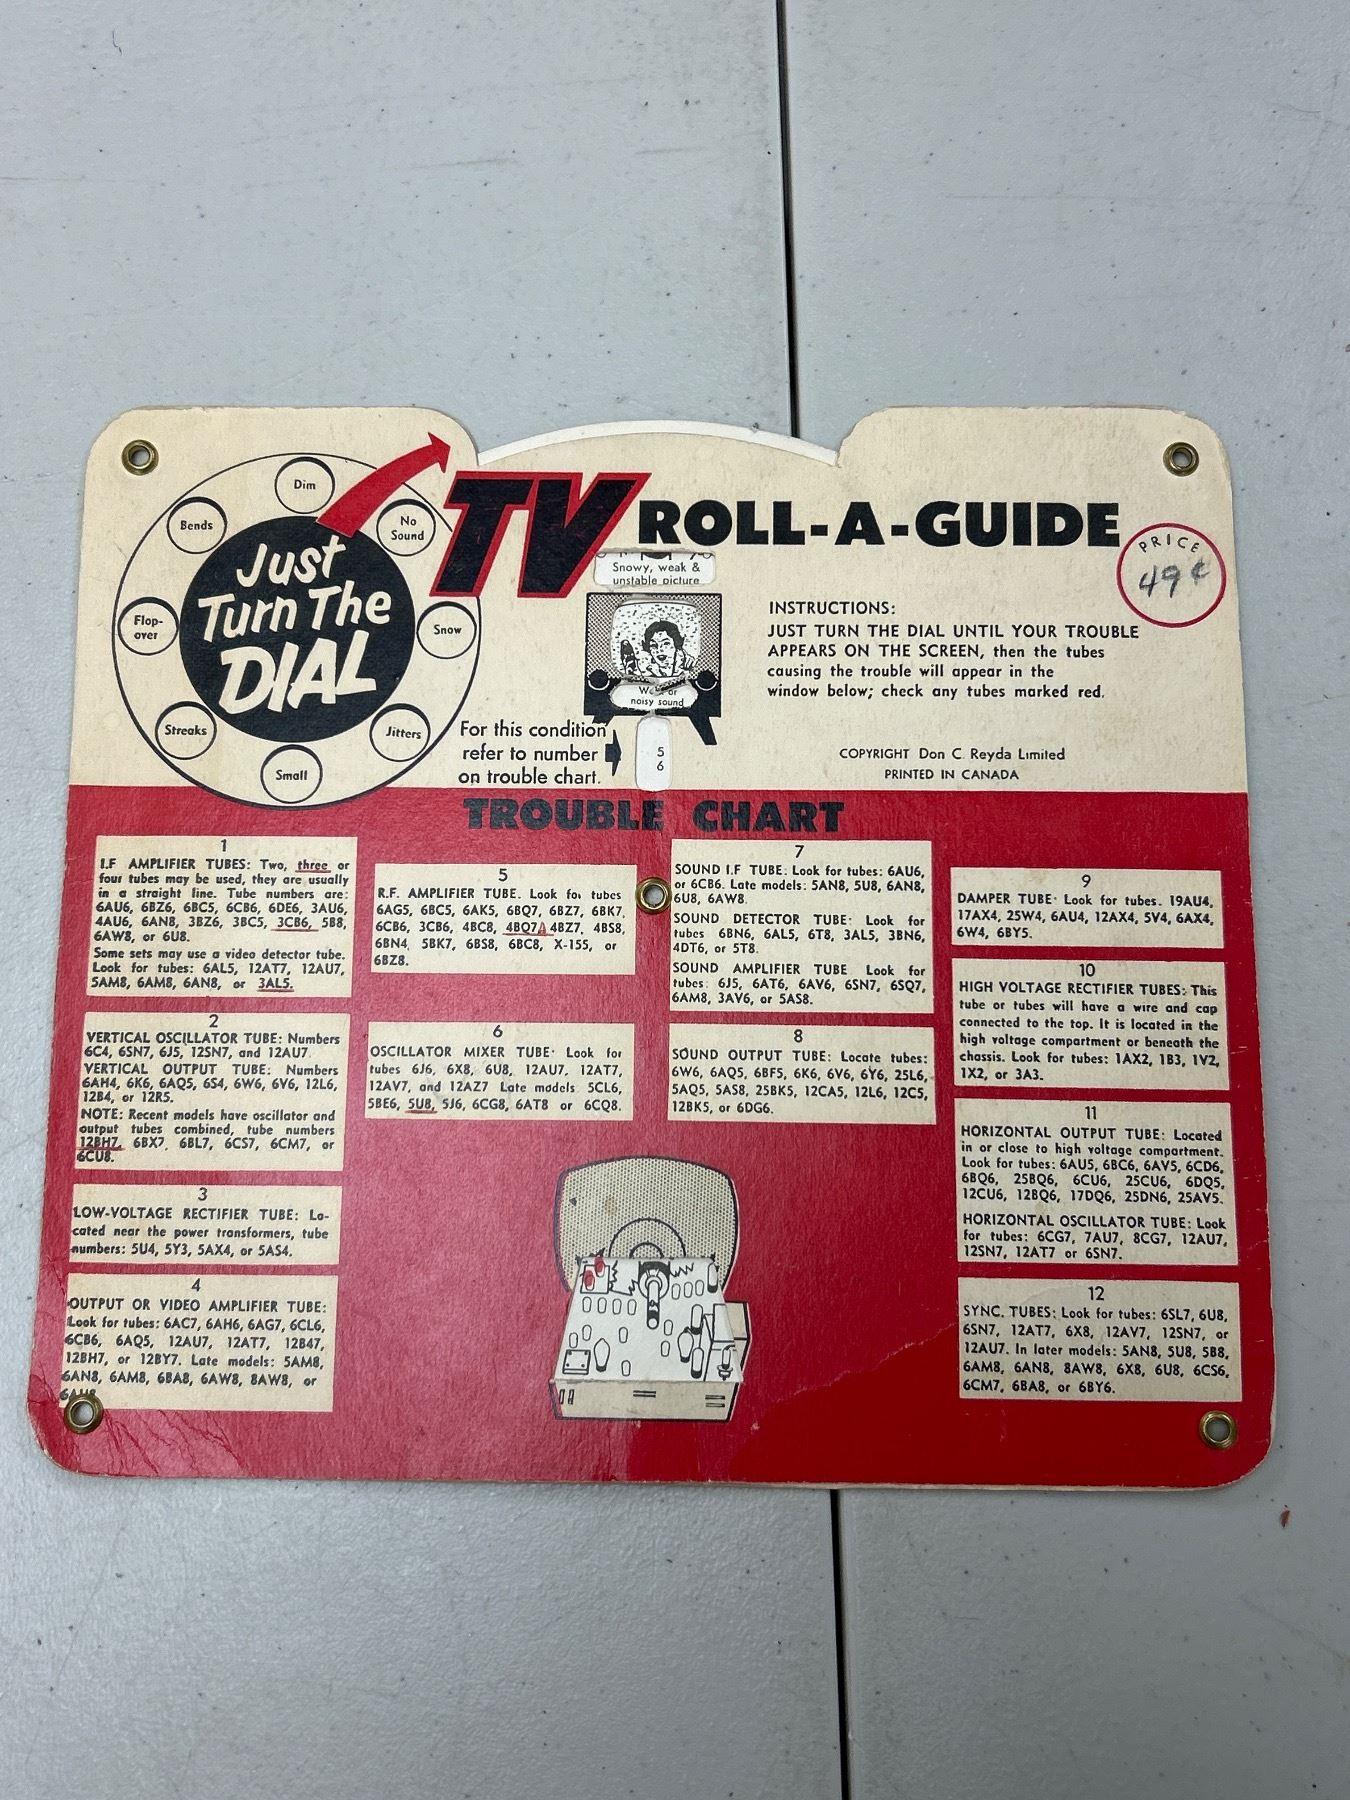 Dim
No
Sound
Bends
Just
Turn The
DIAL
Flop-
over
Snow
Streaks
Jitters
Small
TV ROLL-A-GUIDE
PRICE
49¢
Snowy, weak &
unstable picture
or
noisy sound
INSTRUCTIONS:
JUST TURN THE DIAL UNTIL YOUR TROUBLE
APPEARS ON THE SCREEN, then the tubes
causing the trouble will appear in the
window below; check any tubes marked red.
For this condition
refer to number
on trouble chart.
5
6
COPYRIGHT Don C. Reyda Limited
PRINTED IN CANADA
TROUBLE CHART
1
I.F AMPLIFIER TUBES: Two, three or
four tubes may be used, they are usually
in a straight line. Tube numbers are:
6AU6, 6BZ6, 6BC5, 6CB6, 6DE6, 3AU6,
4AU6, 6AN8, 3BZ6, 3BC5, 3CB6, 5B8,
6AW8, or 6U8.
Some sets may use a video detector tube.
Look for tubes: 6AL5, 12AT7, 12AU7,
5AM8, 6AM8, 6AN8, or 3AL5.
2
VERTICAL OSCILLATOR TUBE: Numbers
6C4, 6SN7, 6J5, 12SN7, and 12AU7.
VERTICAL OUTPUT TUBE: Numbers
6AH4, 6K6, 6AQ5, 6S4, 6W6, 6V6, 12L6,
12B4, or 12R5.
NOTE: Recent models have oscillator and
output tubes combined, tube numbers
12BH7, 6BX7, 6BL7, 6CS7, 6CM7, or
6CU8.
3
LOW-VOLTAGE RECTIFIER TUBE: Lo-
cated near the power transformers, tube
numbers: 5U4, 5Y3, 5AX4, or 5AS4.
4
OUTPUT OR VIDEO AMPLIFIER TUBE:
Look for tubes: 6AC7, 6AH6, 6AG7, 6CL6,
6CB6, 6AQ5, 12AU7, 12AT7, 12B47,
12BH7, or 12BY7. Late models: 5AM8,
6AN8, 6AM8, 6BA8, 6AW8, 8AW8, or
5
R.F. AMPLIFIER TUBE. Look for tubes
6AG5, 6BC5, 6AK5, 6BQ7, 6BZ7, 6BK7,
6CB6, 3CB6, 4BC8, 4BQ7A 4BZ7, 4BS8,
6BN4, 5BK7, 6BS8, 6BC8, X-155, or
6BZ8.
6
OSCILLATOR MIXER TUBE· Look for
tubes 6J6, 6X8, 6U8, 12AU7, 12AT7,
12AV7, and 12AZ7 Late models 5CL6,
5BE6, 5U8, 5J6, 6CG8, 6AT8 or 6CQ8.
7
SOUND I.F TUBE: Look for tubes: 6AU6,
or 6CB6. Late models: 5AN8, 5U8, 6AN8,
6U8, 6AW8.
SOUND DETECTOR TUBE· Look for
tubes 6BN6, 6AL5, 6T8, 3AL5, 3BN6,
4DT6, or 5T8.
SOUND AMPLIFIER TUBE Look for
tubes: 6J5, 6AT6, 6AV6, 6SN7, 6SQ7,
6AM8, 3AV6, or 5AS8.
8
SOUND OUTPUT TUBE: Locate tubes:
6W6, 6AQ5, 6BF5, 6K6, 6V6, 6Y6, 25L6,
5AQ5, 5AS8, 25BK5, 12CA5, 12L6, 12C5,
12BK5, or 6DG6.
9
DAMPER TUBE· Look for tubes. 19AU4,
17AX4, 25W4, 6AU4, 12AX4, 5V4, 6AX4,
6W4, or 6BY5.
10
HIGH VOLTAGE RECTIFIER TUBES: This
tube or tubes will have a wire and cap
connected to the top. It is located in the
high voltage compartment or beneath the
chassis. Look for tubes: 1AX2, 1B3, 1V2,
1X2, or 3A3.
11
HORIZONTAL OUTPUT TUBE: Located
in or close to high voltage compartment.
Look for tubes: 6AU5, 6BC6, 6AV5, 6CD6,
6BQ6, 25BQ6, 6CU6, 25CU6, 6DQ5,
12CU6, 12BQ6, 17DQ6, 25DN6, 25AV5.
HORIZONTAL OSCILLATOR TUBE: Look
for tubes: 6CG7, 7AU7, 8CG7, 12AU7,
12SN7, 12AT7 or 6SN7.
12
SYNC. TUBES: Look for tubes: 6SL7, 6U8,
6SN7, 12AT7, 6X8, 12AV7, 12SN7, or
12AU7. In later models: 5AN8, 5U8, 5B8,
6AM8, 6AN8, 8AW8, 6X8, 6U8, 6CS6,
6CM7, 6BA8, or 6BY6.